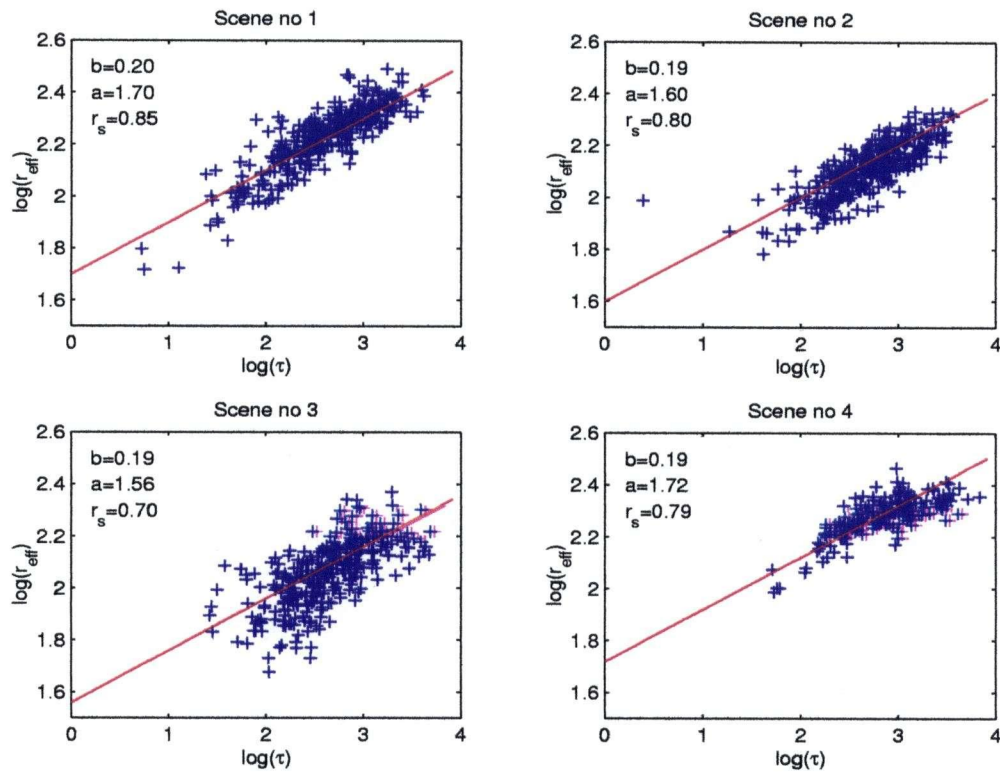 Scene no 1
2.6
2.4
2.2
2
1.8
1.6
log(r_eff)
b=0.20
a=1.70
r_s=0.85
0 1 2 3 4
log(τ)
Scene no 2
2.6
2.4
2.2
2
1.8
1.6
log(r_eff)
b=0.19
a=1.60
r_s=0.80
0 1 2 3 4
log(τ)
Scene no 3
2.6
2.4
2.2
2
1.8
1.6
log(r_eff)
b=0.19
a=1.56
r_s=0.70
0 1 2 3 4
log(τ)
Scene no 4
2.6
2.4
2.2
2
1.8
1.6
log(r_eff)
b=0.19
a=1.72
r_s=0.79
0 1 2 3 4
log(τ)